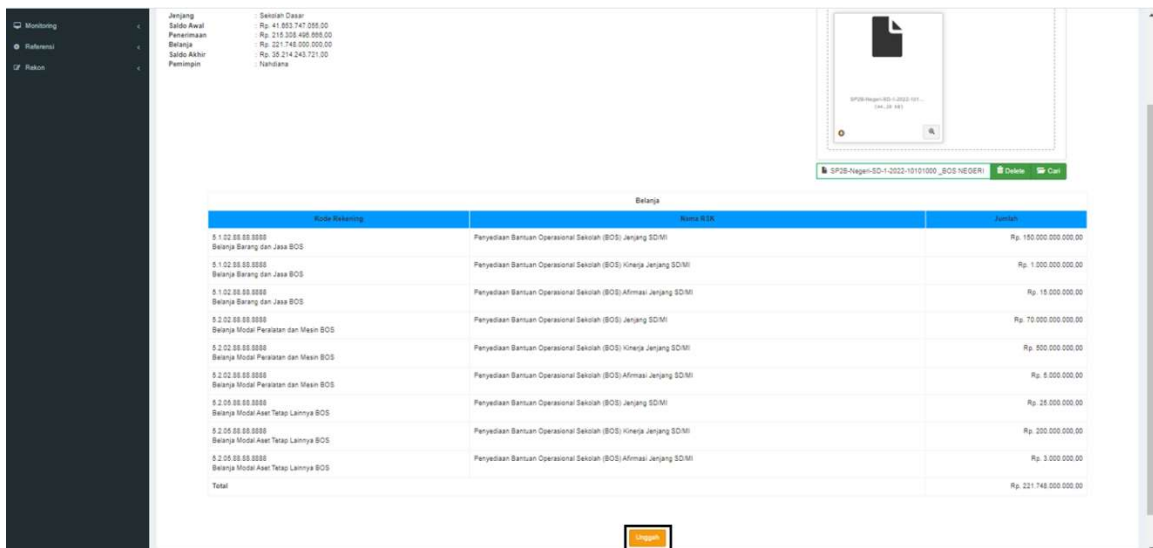 Monitoring
Referensi
Rekon
Jenjang : Sekolah Dasar
Saldo Awal : Rp. 41.653.747.055,00
Penerimaan : Rp. 215.308.496.666,00
Belanja : Rp. 221.748.000.000,00
Saldo Akhir : Rp. 35.214.243.721,00
Pemimpin : Nahdiana
SP2B-Negeri-SD-1-2022-101...
SP2B-Negeri-SD-1-2022-10101000 _BOS NEGERI Delete Cari
Belanja
Kode Rekening Nama RSK Jumlah
5.1.02.88.88.8888 Penyediaan Bantuan Operasional Sekolah (BOS) Jenjang SD/MI Rp. 150.000.000.000,00
Belanja Barang dan Jasa BOS
5.1.02.88.88.8888 Penyediaan Bantuan Operasional Sekolah (BOS) Kinerja Jenjang SD/MI Rp. 1.000.000.000,00
Belanja Barang dan Jasa BOS
5.1.02.88.88.8888 Penyediaan Bantuan Operasional Sekolah (BOS) Afirmasi Jenjang SD/MI Rp. 15.000.000,00
Belanja Barang dan Jasa BOS
5.2.02.88.88.8888 Penyediaan Bantuan Operasional Sekolah (BOS) Jenjang SD/MI Rp. 70.000.000.000,00
Belanja Modal Peralatan dan Mesin BOS
5.2.02.88.88.8888 Penyediaan Bantuan Operasional Sekolah (BOS) Kinerja Jenjang SD/MI Rp. 500.000.000,00
Belanja Modal Peralatan dan Mesin BOS
5.2.02.88.88.8888 Penyediaan Bantuan Operasional Sekolah (BOS) Afirmasi Jenjang SD/MI Rp. 5.000.000,00
Belanja Modal Peralatan dan Mesin BOS
5.2.05.88.88.8888 Penyediaan Bantuan Operasional Sekolah (BOS) Jenjang SD/MI Rp. 25.000.000,00
Belanja Modal Aset Tetap Lainnya BOS
5.2.05.88.88.8888 Penyediaan Bantuan Operasional Sekolah (BOS) Kinerja Jenjang SD/MI Rp. 200.000.000,00
Belanja Modal Aset Tetap Lainnya BOS
5.2.05.88.88.8888 Penyediaan Bantuan Operasional Sekolah (BOS) Afirmasi Jenjang SD/MI Rp. 3.000.000,00
Belanja Modal Aset Tetap Lainnya BOS
Total Rp. 221.748.000.000,00
Unggah